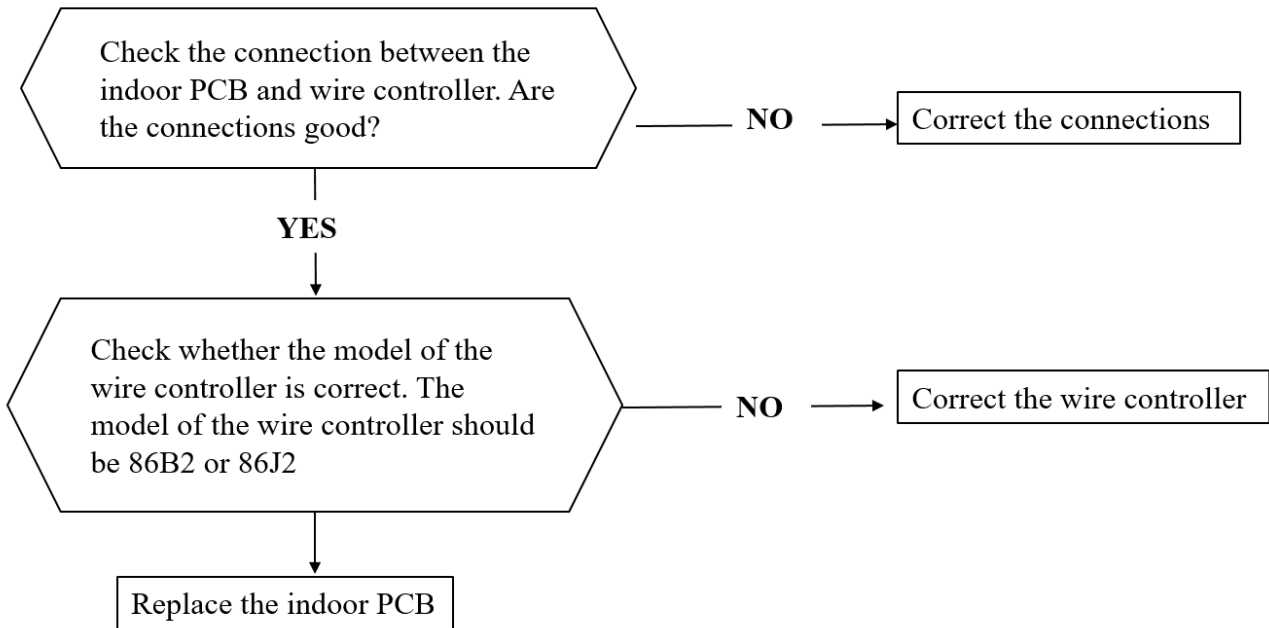 Check the connection between the
indoor PCB and wire controller. Are
the connections good?
NO
Correct the connections
YES
Check whether the model of the
wire controller is correct. The
model of the wire controller should
be 86B2 or 86J2
NO
Correct the wire controller
Replace the indoor PCB